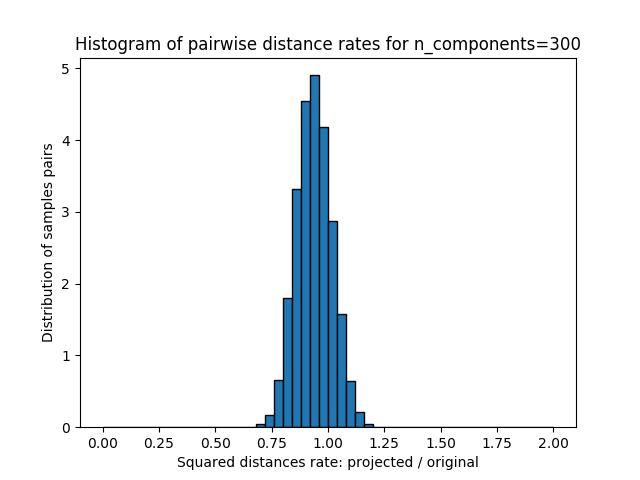 Histogram of pairwise distance rates for n_components=300
Distribution of samples pairs
5
4
3
2
1
0
0.00 0.25 0.50 0.75 1.00 1.25 1.50 1.75 2.00
Squared distances rate: projected / original